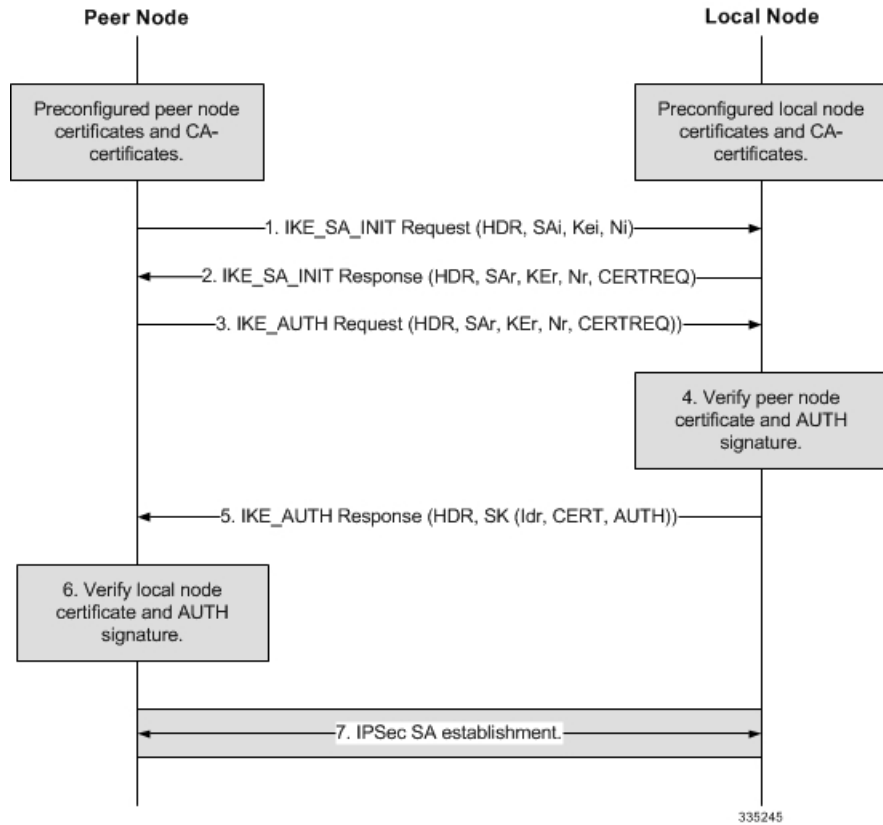 Peer Node
Local Node
Preconfigured peer node
certificates and CA-
certificates.
Preconfigured local node
certificates and CA-
certificates.
1. IKE_SA_INIT Request (HDR, SAi, Kei, Ni)
2. IKE_SA_INIT Response (HDR, SAr, KEr, Nr, CERTREQ)
3. IKE_AUTH Request (HDR, SAr, KEr, Nr, CERTREQ))
4. Verify peer node
certificate and AUTH
signature.
5. IKE_AUTH Response (HDR, SK (Idr, CERT, AUTH))
6. Verify local node
certificate and AUTH
signature.
7. IPSec SA establishment.
335245